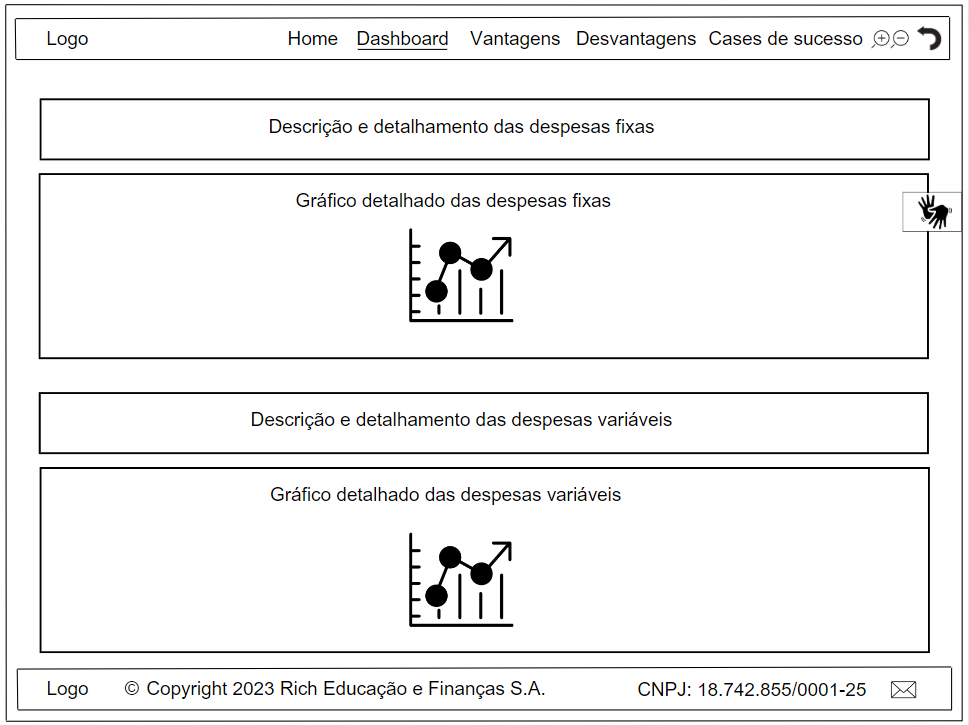 Logo Home Dashboard Vantagens Desvantagens Cases de sucesso
Descrição e detalhamento das despesas fixas
Gráfico detalhado das despesas fixas
Descrição e detalhamento das despesas variáveis
Gráfico detalhado das despesas variáveis
Logo © Copyright 2023 Rich Educação e Finanças S.A. CNPJ: 18.742.855/0001-25